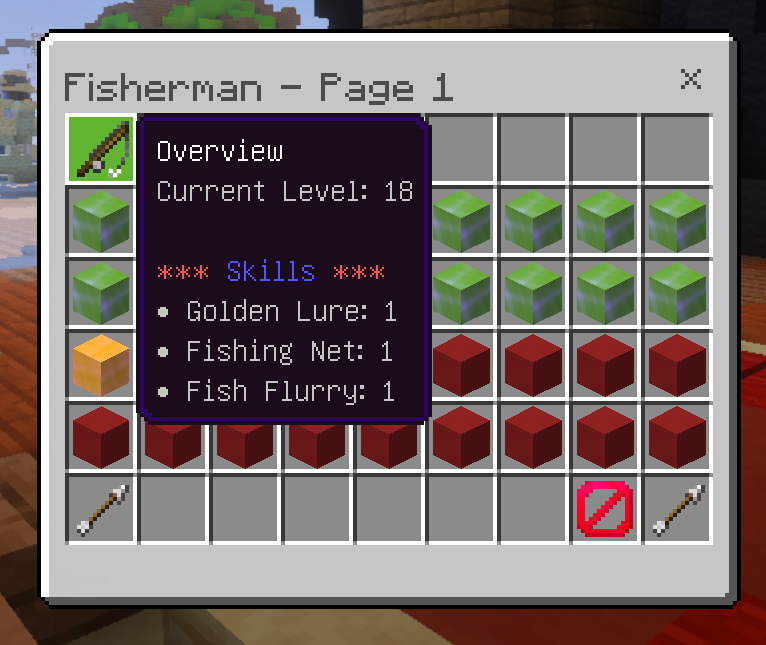 Fisherman - Page 1
Overview
Current Level: 18
*** Skills ***
• Golden Lure: 1
• Fishing Net: 1
• Fish Flurry: 1